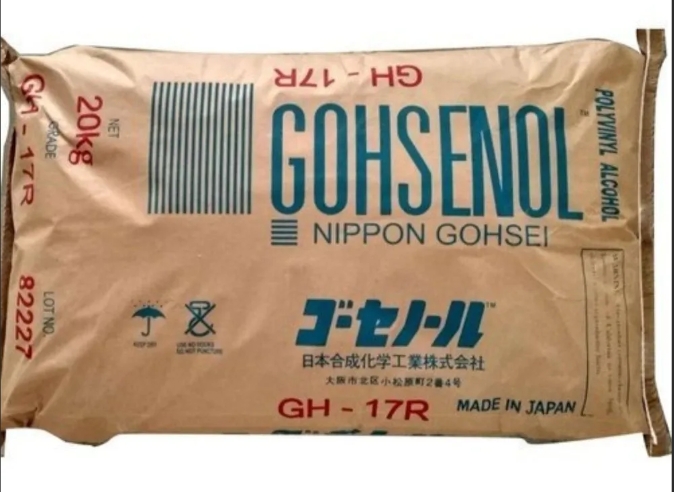 GH - 17R
GOHSENOL™
NIPPON GOHSEI
POLYVINYL ALCOHOL
NET
20kg
GRADE
GH - 17R
LOT NO.
82227
KEEP DRY
USE NO HOOKS
DO NOT PUNCTURE
ゴーセノール™
日本合成化学工業株式会社
大阪市北区小松原町2番4号
GH - 17R
MADE IN JAPAN